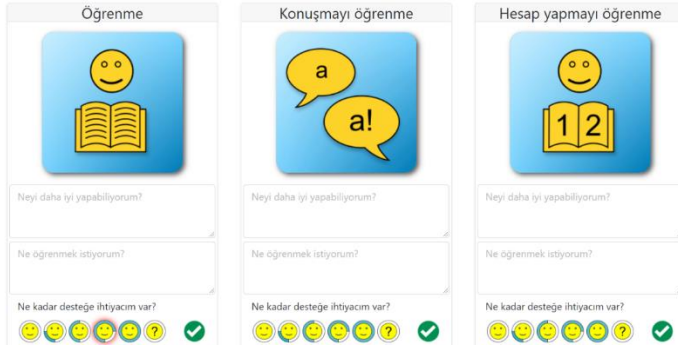 Öğrenme
Neyi daha iyi yapabiliyorum?
Ne öğrenmek istiyorum?
Ne kadar desteğe ihtiyacım var?
?
Konuşmayı öğrenme
a
a!
Neyi daha iyi yapabiliyorum?
Ne öğrenmek istiyorum?
Ne kadar desteğe ihtiyacım var?
?
Hesap yapmayı öğrenme
1 2
Neyi daha iyi yapabiliyorum?
Ne öğrenmek istiyorum?
Ne kadar desteğe ihtiyacım var?
?